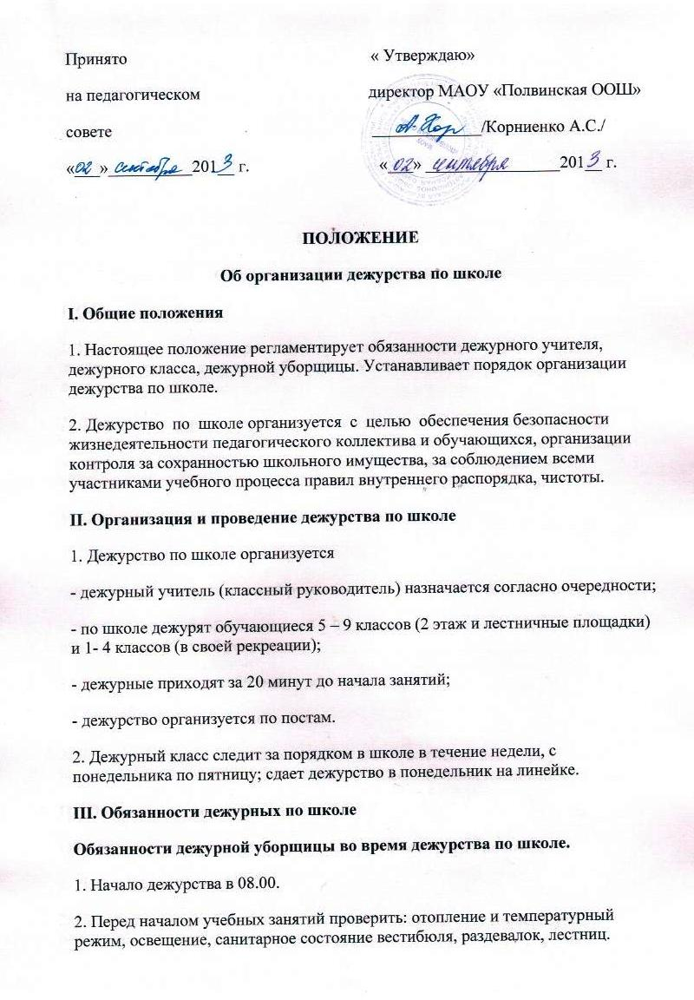 Принято
« Утверждаю»
на педагогическом
директор МАОУ «Полвинская ООШ»
совете
/Корниенко А.С./
«02» сентября 2013 г.
«02» сентября 2013 г.
ПОЛОЖЕНИЕ
Об организации дежурства по школе
I. Общие положения
1. Настоящее положение регламентирует обязанности дежурного учителя,
дежурного класса, дежурной уборщицы. Устанавливает порядок организации
дежурства по школе.
2. Дежурство по школе организуется с целью обеспечения безопасности
жизнедеятельности педагогического коллектива и обучающихся, организации
контроля за сохранностью школьного имущества, за соблюдением всеми
участниками учебного процесса правил внутреннего распорядка, чистоты.
II. Организация и проведение дежурства по школе
1. Дежурство по школе организуется
- дежурный учитель (классный руководитель) назначается согласно очередности;
- по школе дежурят обучающиеся 5 – 9 классов (2 этаж и лестничные площадки)
и 1- 4 классов (в своей рекреации);
- дежурные приходят за 20 минут до начала занятий;
- дежурство организуется по постам.
2. Дежурный класс следит за порядком в школе в течение недели, с
понедельника по пятницу; сдает дежурство в понедельник на линейке.
III. Обязанности дежурных по школе
Обязанности дежурной уборщицы во время дежурства по школе.
1. Начало дежурства в 08.00.
2. Перед началом учебных занятий проверить: отопление и температурный
режим, освещение, санитарное состояние вестибюля, раздевалок, лестниц.